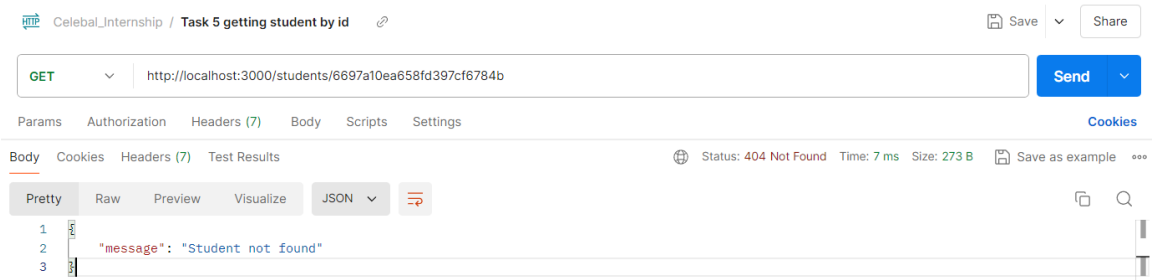 HTTP Celebal_Internship / Task 5 getting student by id Save Share
GET http://localhost:3000/students/6697a10ea658fd397cf6784b Send
Params Authorization Headers (7) Body Scripts Settings Cookies
Body Cookies Headers (7) Test Results Status: 404 Not Found Time: 7 ms Size: 273 B Save as example
Pretty Raw Preview Visualize JSON
1 {
2 "message": "Student not found"
3 }